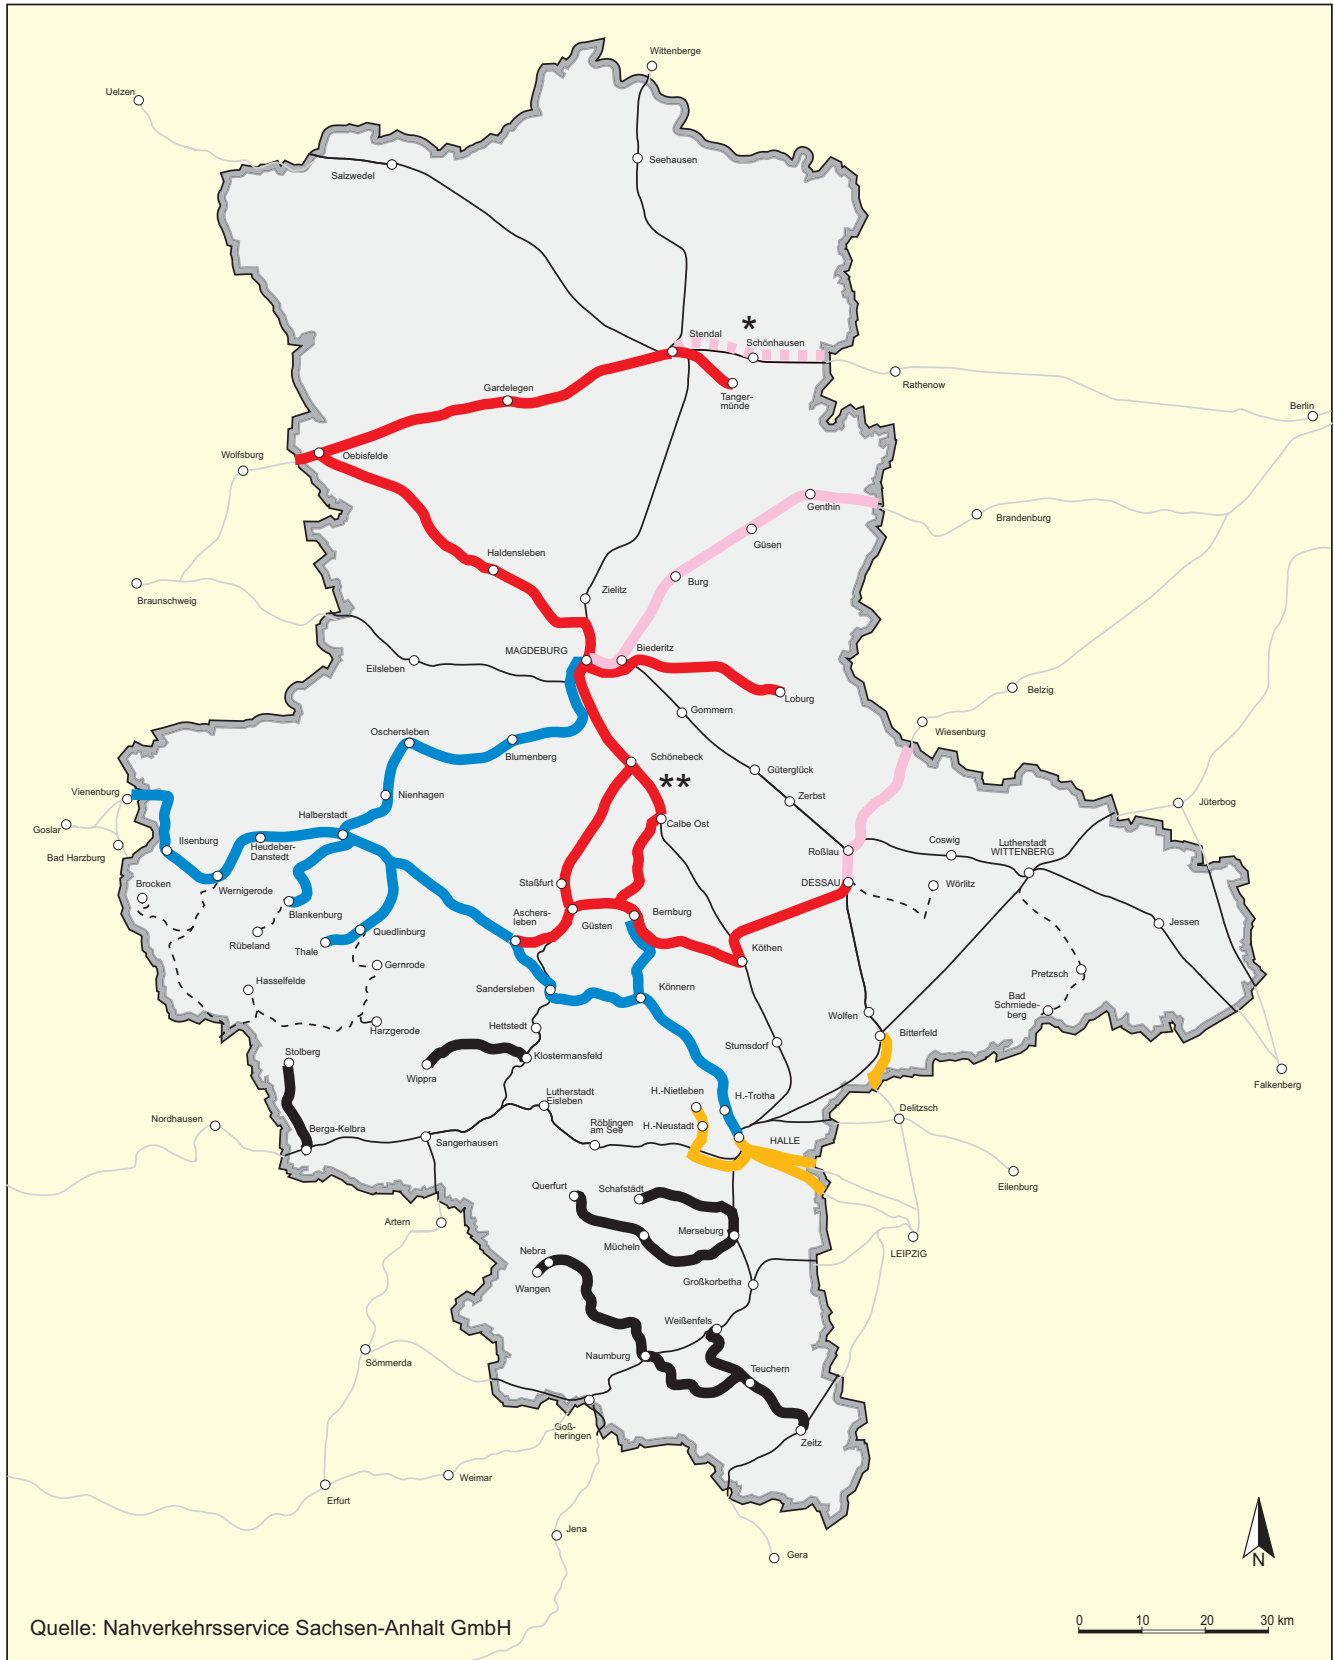 Wittenberge
Uelzen
Seehausen
Salzwedel
*
Stendal
Schönhausen
Rathenow
Gardelegen
Tanger-
münde
Berlin
Wolfsburg
Oebisfelde
Genthin
Brandenburg
Güsen
Haldensleben
Burg
Zielitz
Braunschweig
MAGDEBURG
Biederitz
Eilsleben
Loburg
Belzig
Gommern
Wiesenburg
Oschersleben
Blumenberg
Schönebeck
**
Güterglück
Vienenburg
Nienhagen
Zerbst
Jüterbog
Halberstadt
Calbe Ost
Goslar
Ilsenburg
Heudeber-
Danstedt
Roßlau
Coswig
Lutherstadt
WITTENBERG
Bad Harzburg
Brocken
Wernigerode
Staßfurt
DESSAU
Wörlitz
Blankenburg
Aschers-
leben
Güsten
Bernburg
Jessen
Rübeland
Thale
Quedlinburg
Köthen
Gernrode
Pretzsch
Hasselfelde
Sandersleben
Könnern
Bad
Schmiede-
berg
Harzgerode
Hettstedt
Wolfen
Bitterfeld
Stolberg
Klostermansfeld
Stumsdorf
Wippra
Falkenberg
Lutherstadt
Eisleben
H.-Nietleben
H.-Trotha
Delitzsch
Nordhausen
Berga-Kelbra
Sangerhausen
Röblingen
am See
H.-Neustadt
HALLE
Eilenburg
Querfurt
Schafstädt
Artern
Merseburg
Mücheln
LEIPZIG
Nebra
Wangen
Großkorbetha
Weißenfels
Naumburg
Sömmerda
Teuchern
Goß-
heringen
Zeitz
Weimar
Erfurt
Jena
Gera
N
Quelle: Nahverkehrsservice Sachsen-Anhalt GmbH
0 10 20 30 km